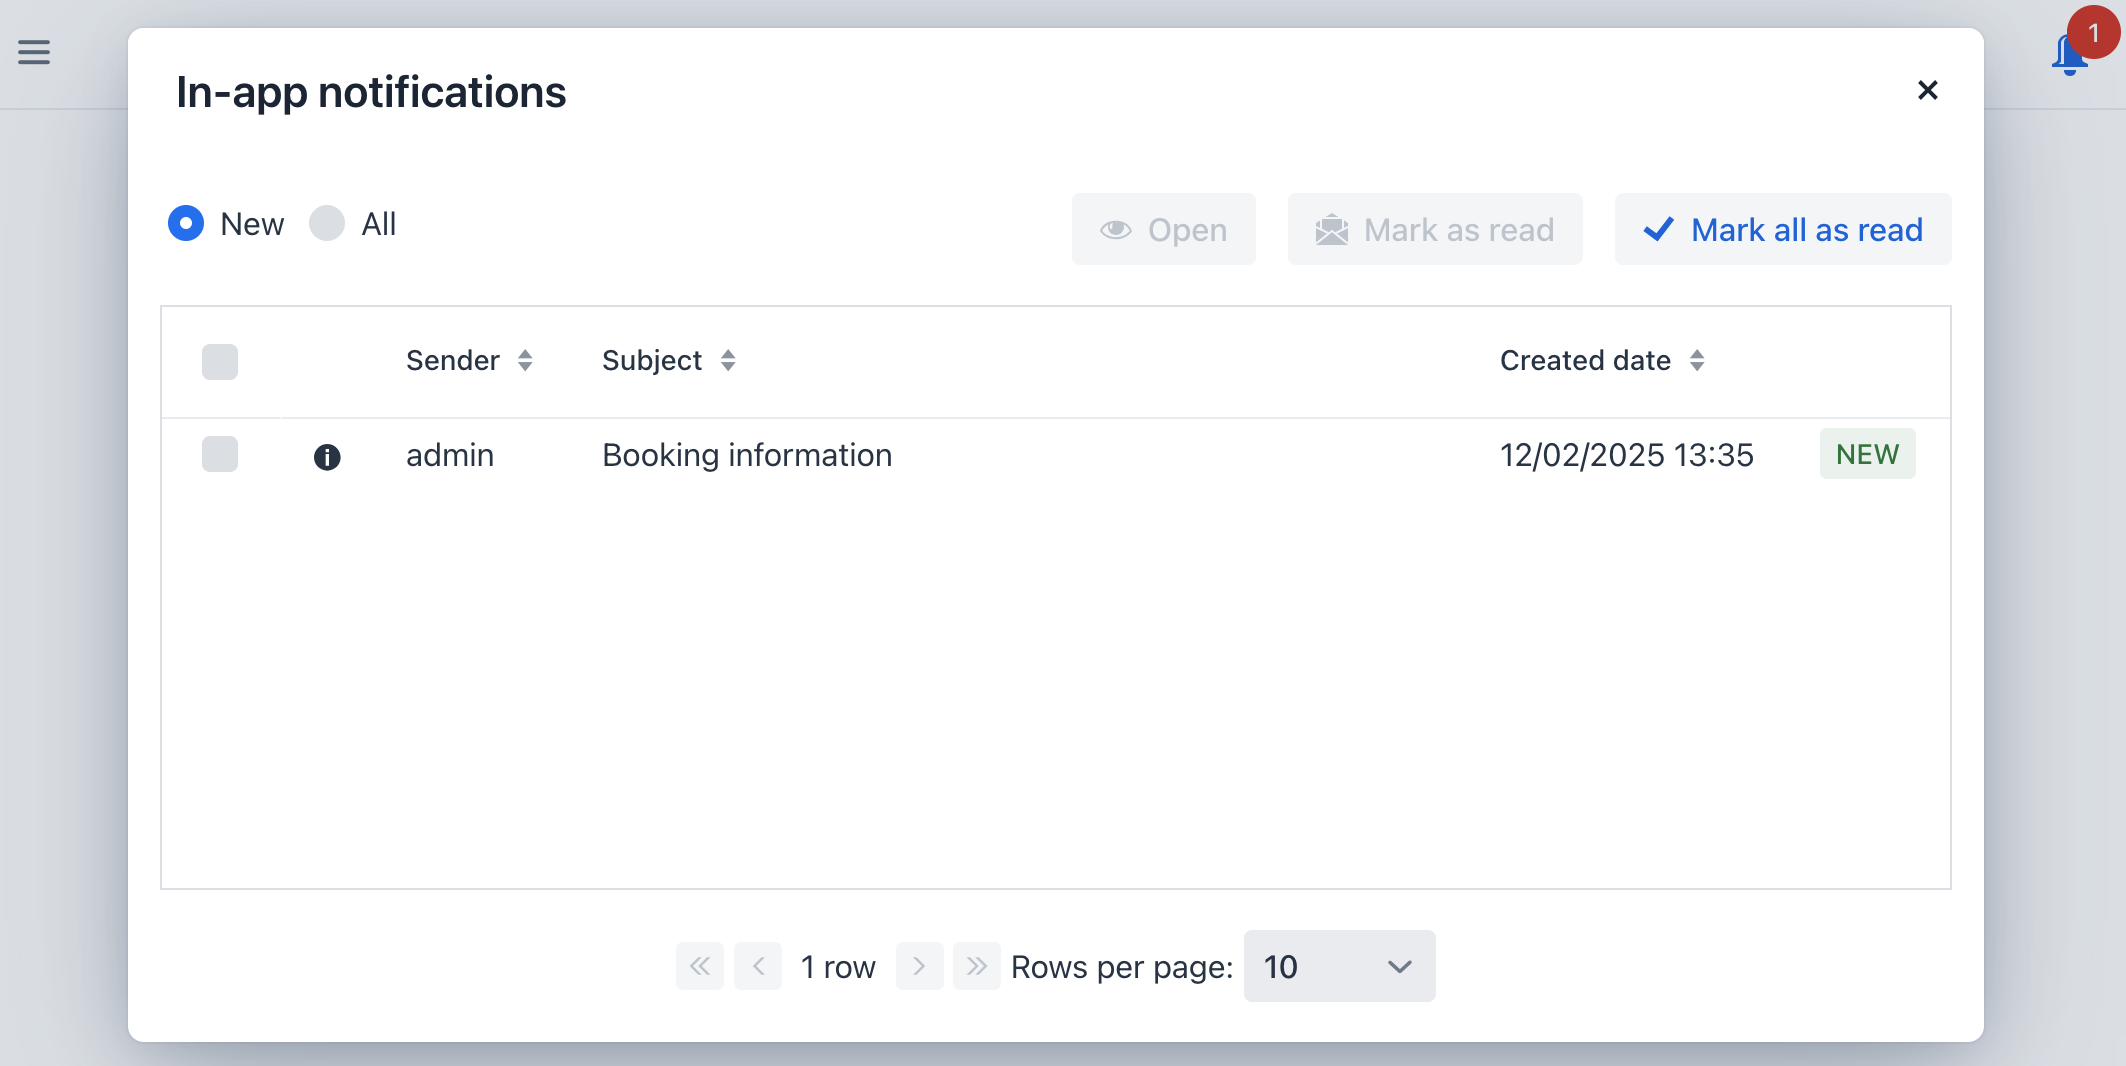 1
In-app notifications
New All Open Mark as read Mark all as read
Sender Subject Created date
admin Booking information 12/02/2025 13:35 NEW
1 row Rows per page: 10